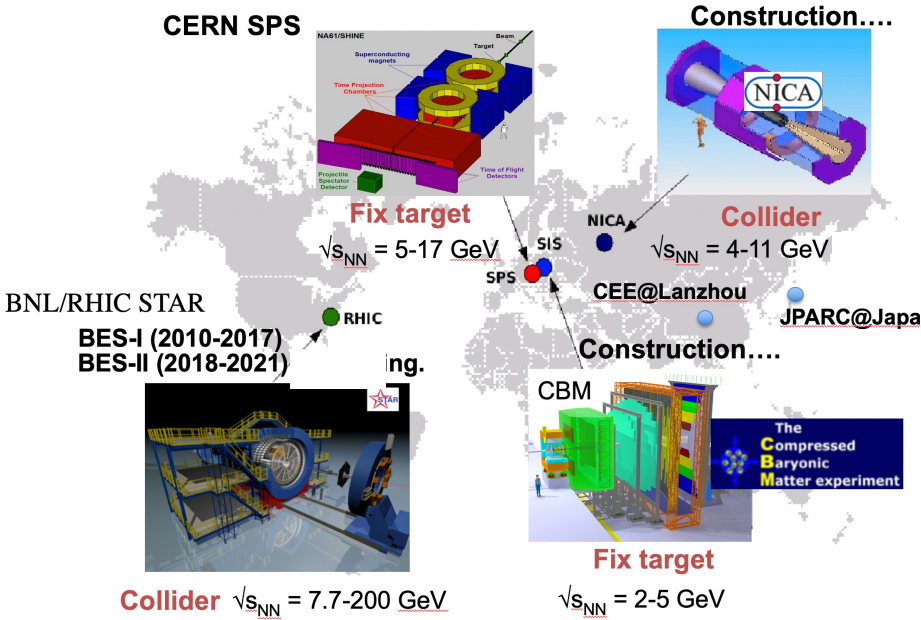 CERN SPS
Construction....
NA61/SHINE
Beam
Target
Superconducting
magnets
Time Projection
Chambers
Projectile
Spectator
Detector
Time of Flight
Detectors
NICA
Fix target
√sNN = 5-17 GeV
Collider
√sNN = 4-11 GeV
NICA
SIS
SPS
CEE@Lanzhou
JPARC@Japa
BNL/RHIC STAR
RHIC
BES-I (2010-2017)
BES-II (2018-2021)
ing.
Construction....
STAR
CBM
The
Compressed
Baryonic
Matter experiment
Fix target
√sNN = 2-5 GeV
Collider √sNN = 7.7-200 GeV